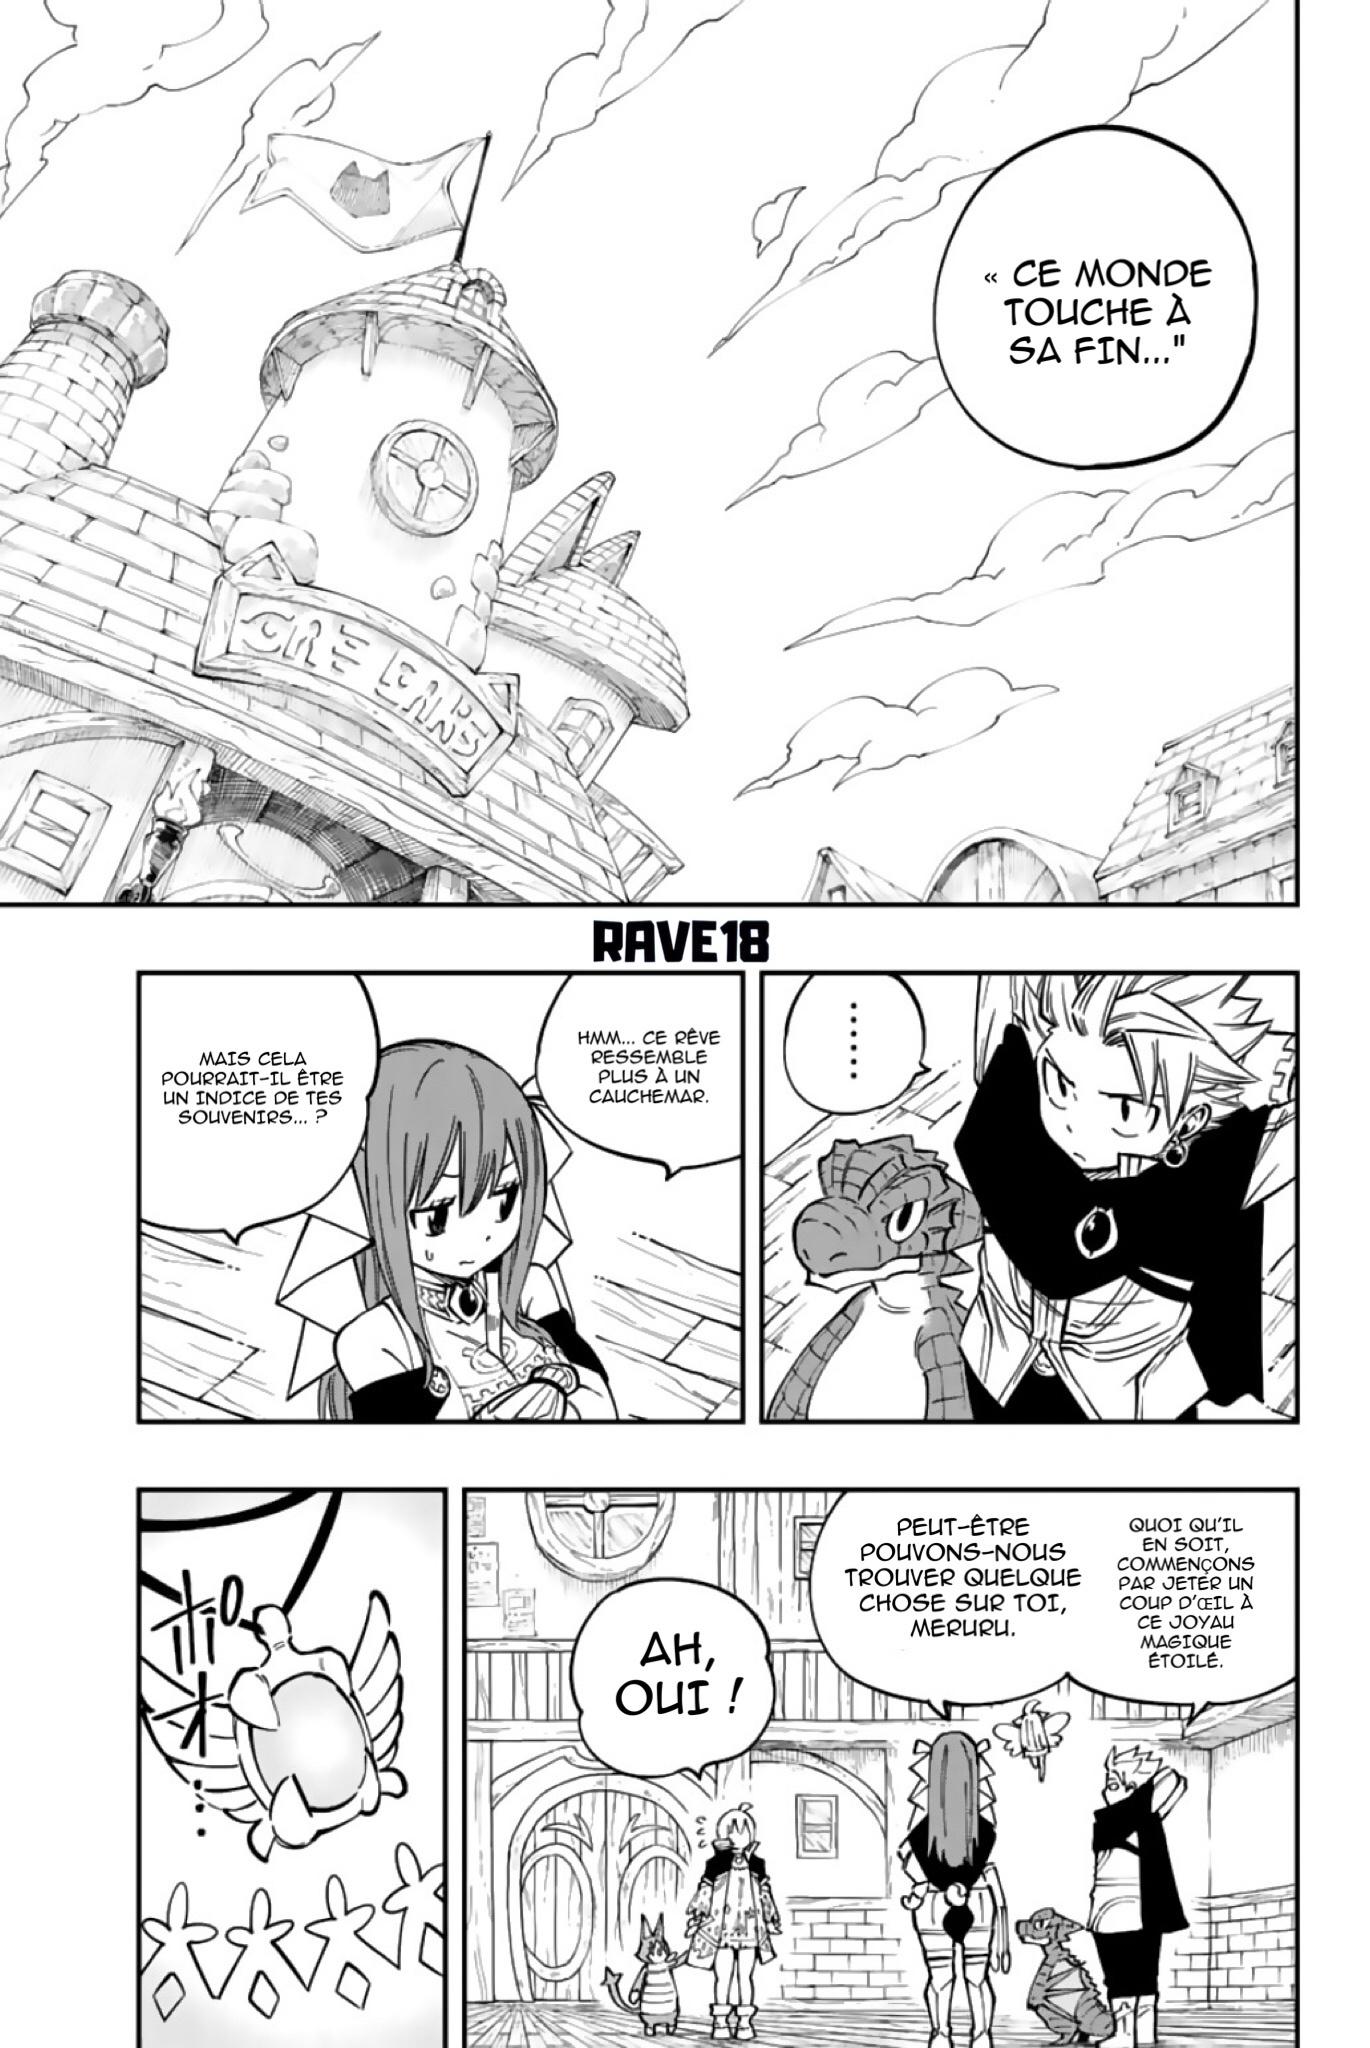 « CE MONDE
TOUCHE À
SA FIN..."
RAVE18
......
HMM... CE RÊVE
RESSEMBLE
PLUS À UN
CAUCHEMAR.
MAIS CELA
POURRAIT-IL ÊTRE
UN INDICE DE TES
SOUVENIRS... ?
QUOI QU'IL
EN SOIT,
COMMENÇONS
PAR JETER UN
COUP D'ŒIL À
CE JOYAU
MAGIQUE
ÉTOILÉ.
PEUT-ÊTRE
POUVONS-NOUS
TROUVER QUELQUE
CHOSE SUR TOI,
MERURU.
AH,
OUI !